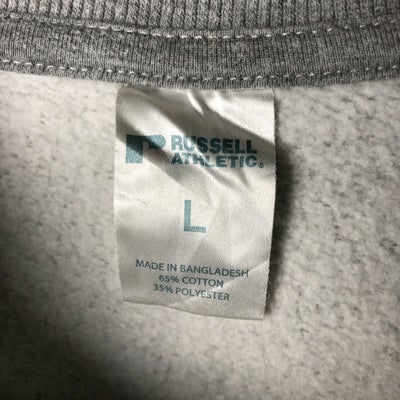 RUSSELL
ATHLETIC®
L
MADE IN BANGLADESH
65% COTTON
35% POLYESTER